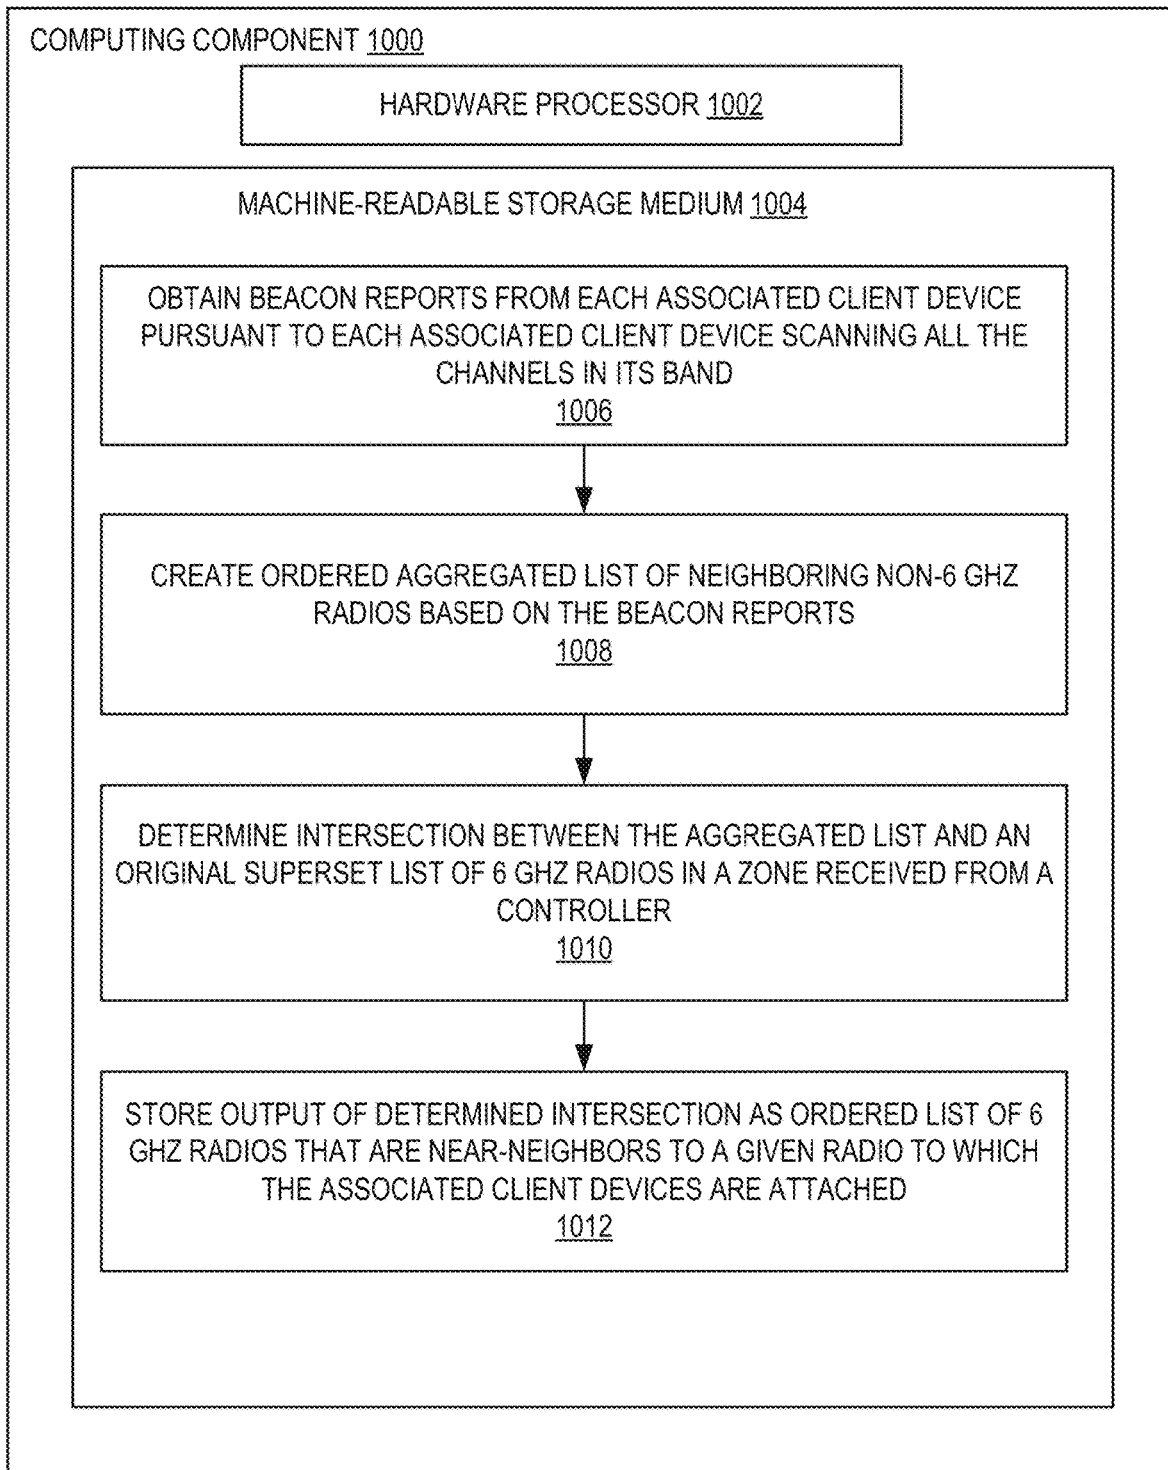 COMPUTING COMPONENT 1000
HARDWARE PROCESSOR 1002
MACHINE-READABLE STORAGE MEDIUM 1004
OBTAIN BEACON REPORTS FROM EACH ASSOCIATED CLIENT DEVICE
PURSUANT TO EACH ASSOCIATED CLIENT DEVICE SCANNING ALL THE
CHANNELS IN ITS BAND
1006
CREATE ORDERED AGGREGATED LIST OF NEIGHBORING NON-6 GHZ
RADIOS BASED ON THE BEACON REPORTS
1008
DETERMINE INTERSECTION BETWEEN THE AGGREGATED LIST AND AN
ORIGINAL SUPERSET LIST OF 6 GHZ RADIOS IN A ZONE RECEIVED FROM A
CONTROLLER
1010
STORE OUTPUT OF DETERMINED INTERSECTION AS ORDERED LIST OF 6
GHZ RADIOS THAT ARE NEAR-NEIGHBORS TO A GIVEN RADIO TO WHICH
THE ASSOCIATED CLIENT DEVICES ARE ATTACHED
1012